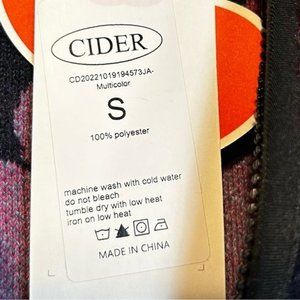 CIDER
CD20221019194573JA-
Multicolor
S
100% polyester
machine wash with cold water
do not bleach
tumble dry with low heat
iron on low heat
MADE IN CHINA